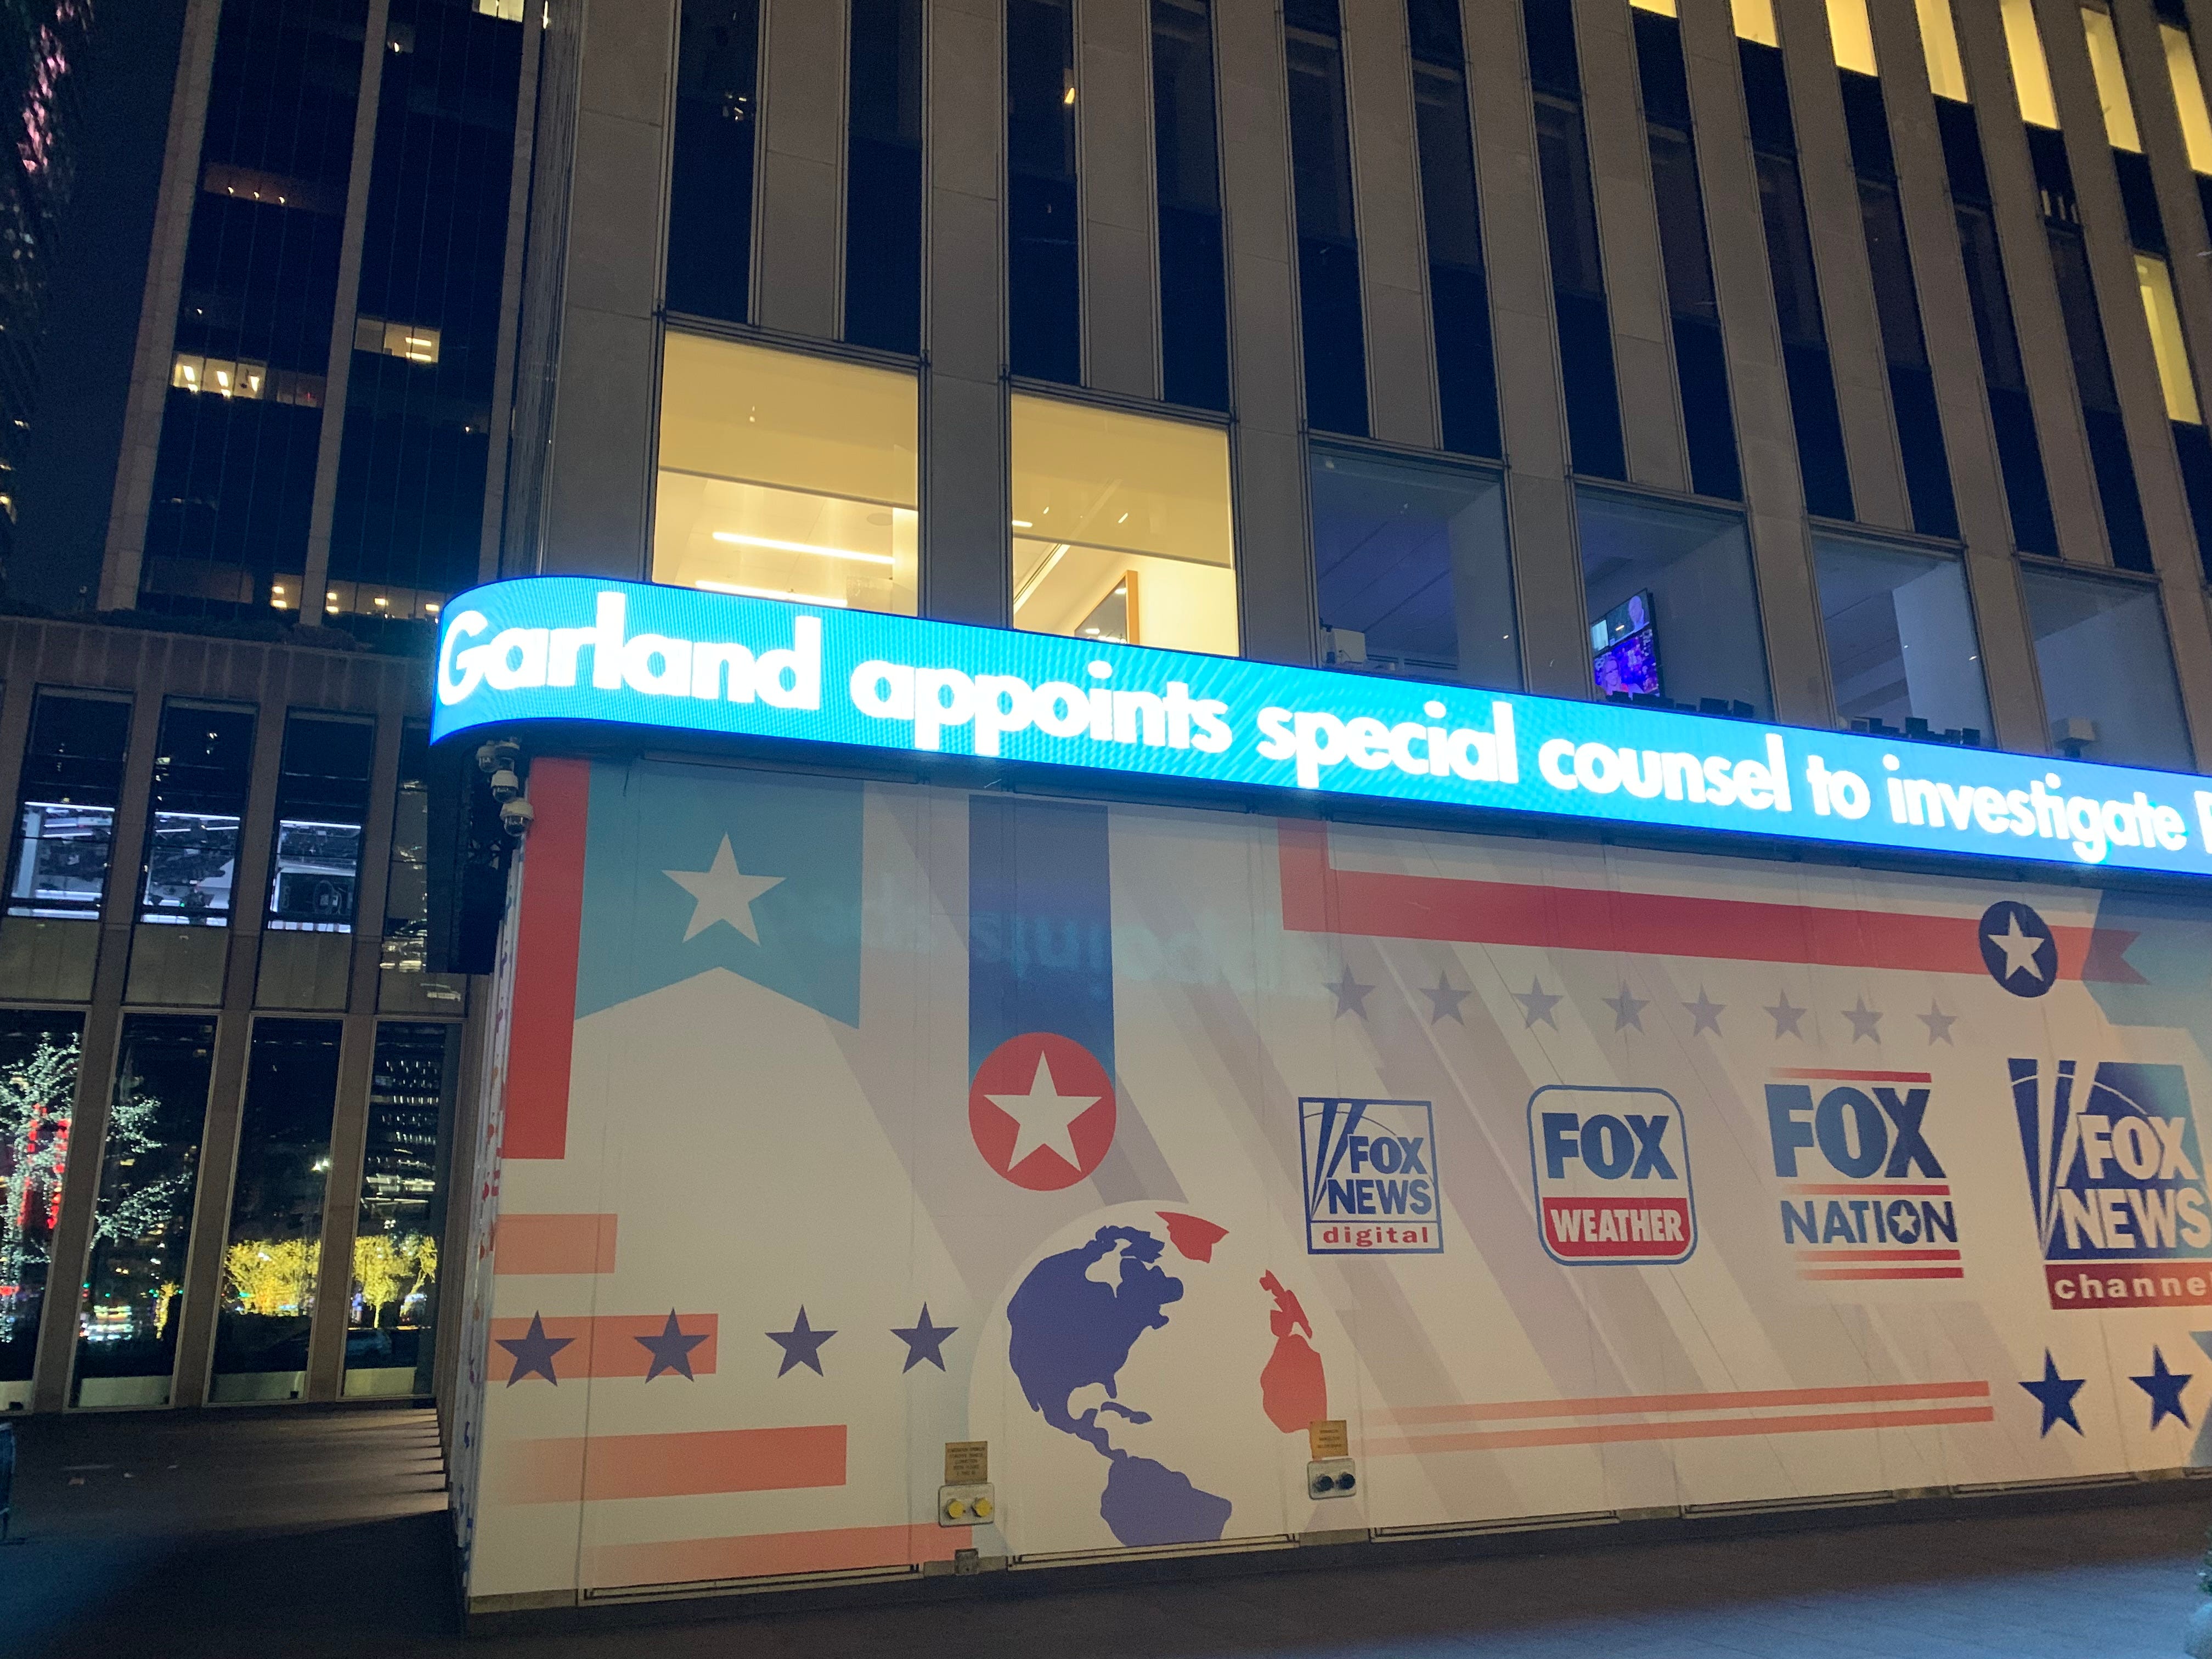 Garland appoints special counsel to investigate
FOX
NEWS
digital
FOX
WEATHER
FOX
NATION
FOX
NEWS
channel